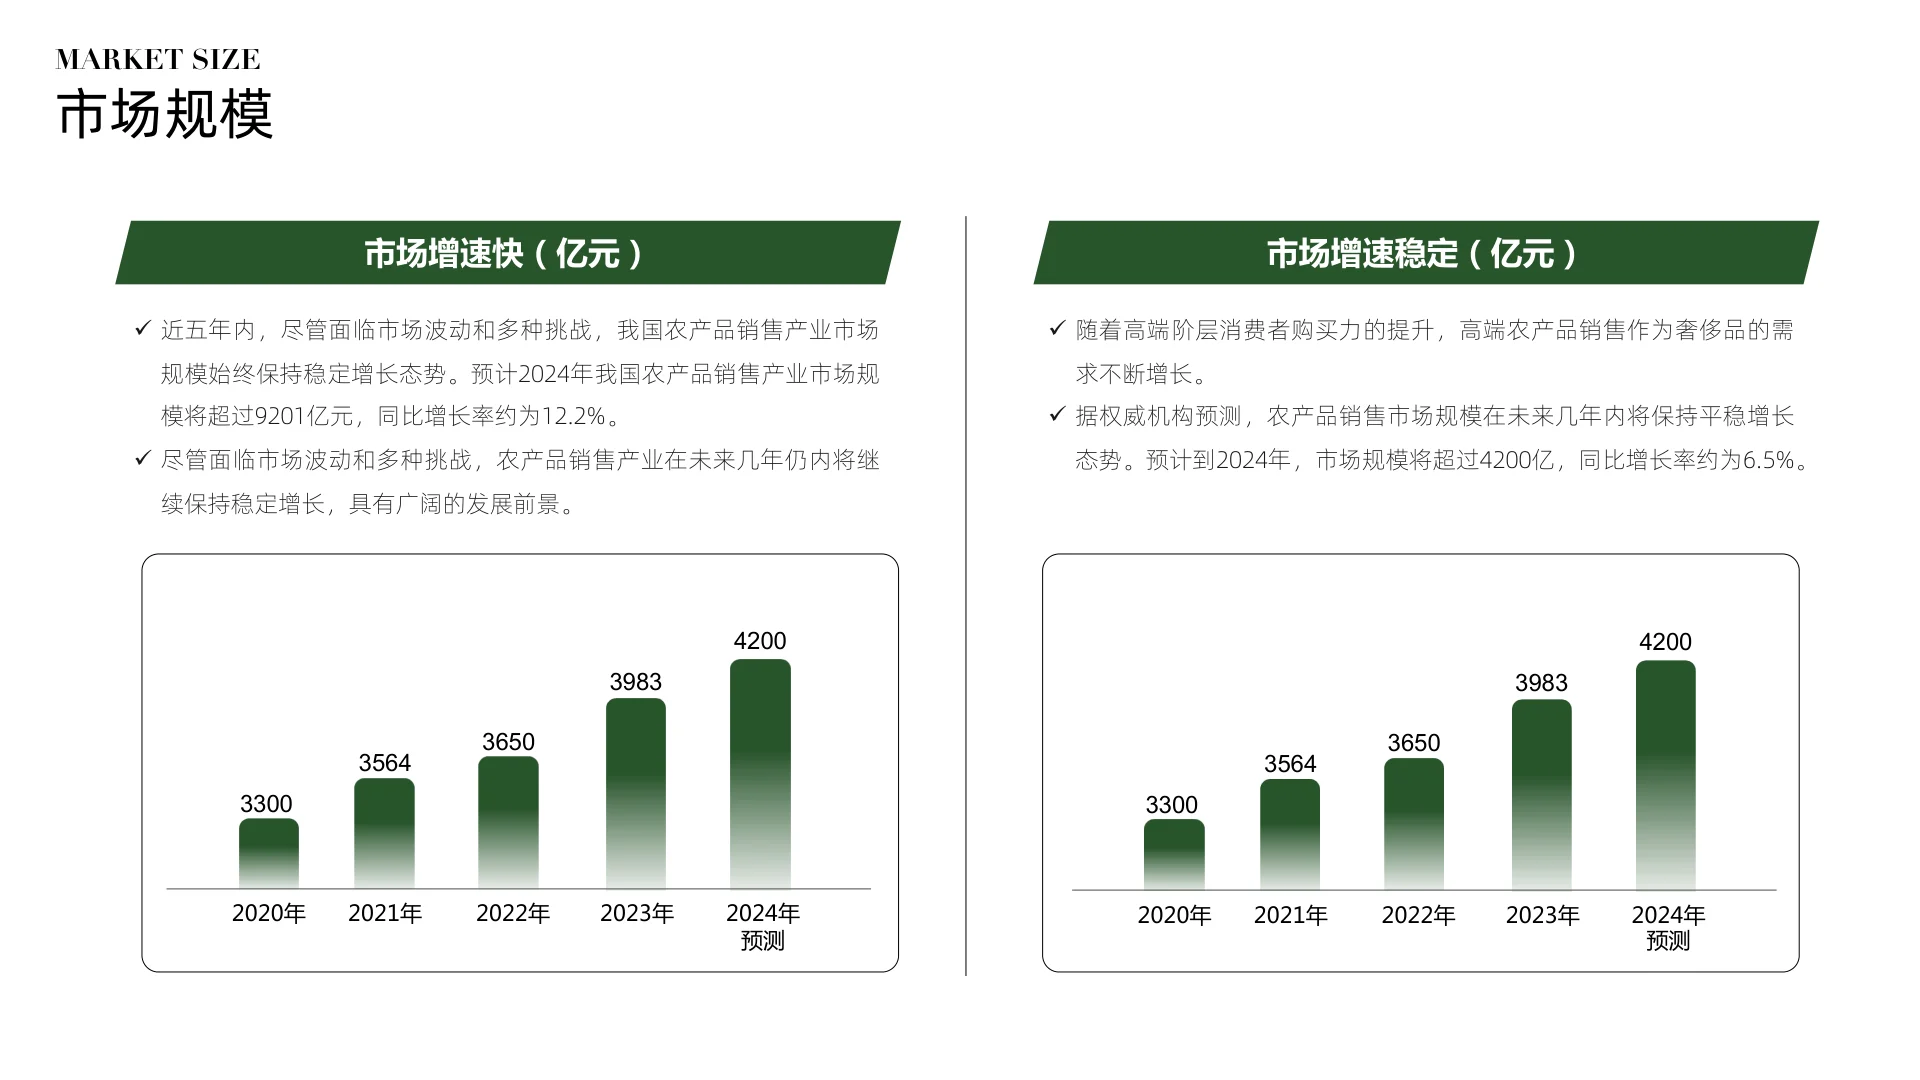 MARKET SIZE
市场规模
市场增速快（亿元）
近五年内，尽管面临市场波动和多种挑战，我国农产品销售产业市场
规模始终保持稳定增长态势。预计2024年我国农产品销售产业市场规
模将超过9201亿元，同比增长率约为12.2%。
尽管面临市场波动和多种挑战，农产品销售产业在未来几年仍内将继
续保持稳定增长，具有广阔的发展前景。
3300
3564
3650
3983
4200
2020年
2021年
2022年
2023年
2024年
预测
市场增速稳定（亿元）
随着高端阶层消费者购买力的提升，高端农产品销售作为奢侈品的需
求不断增长。
据权威机构预测，农产品销售市场规模在未来几年内将保持平稳增长
态势。预计到2024年，市场规模将超过4200亿，同比增长率约为6.5%。
3300
3564
3650
3983
4200
2020年
2021年
2022年
2023年
2024年
预测